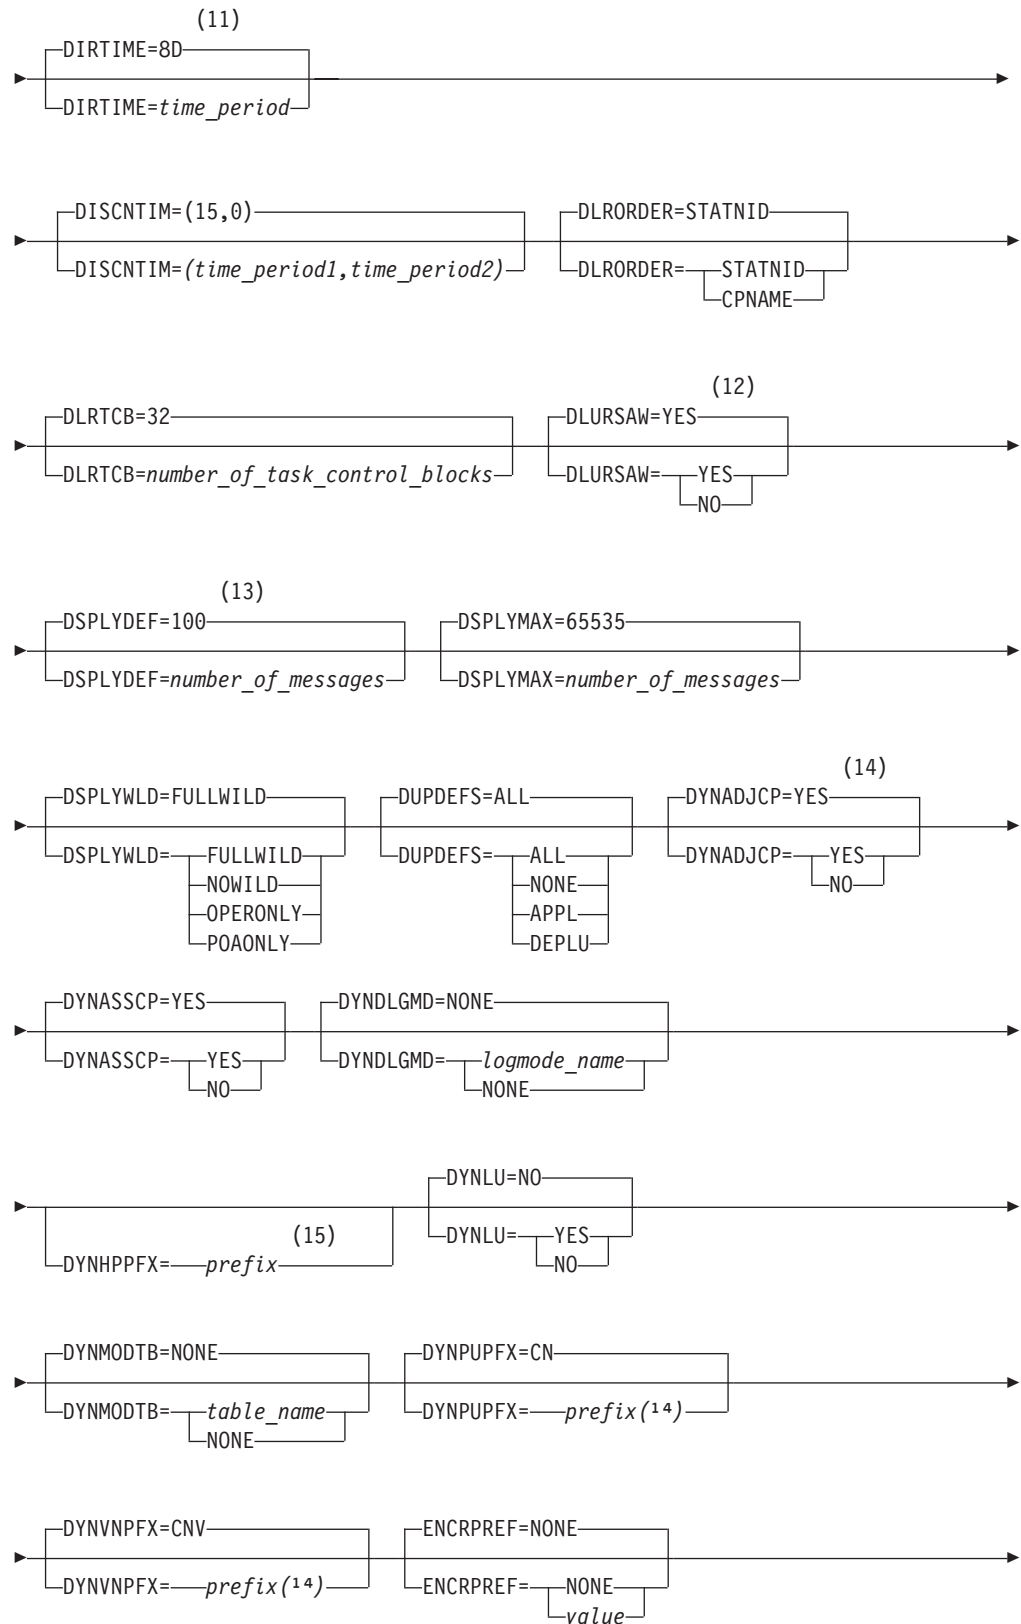 (11)
DIRTIME=8D
DIRTIME=time_period
DISCNTIM=(15,0) DLRORDER=STATNID
DISCNTIM=(time_period1,time_period2) DLRORDER= STATNID
CPNAME
(12)
DLRTCB=32 DLURSAW=YES
DLRTCB=number_of_task_control_blocks DLURSAW= YES
NO
(13)
DSPLYDEF=100 DSPLYMAX=65535
DSPLYDEF=number_of_messages DSPLYMAX=number_of_messages
(14)
DSPLYWLD=FULLWILD DUPDEFS=ALL DYNADJCP=YES
DSPLYWLD= FULLWILD DUPDEFS= ALL DYNADJCP= YES
NOWILD NONE NO
OPERONLY APPL
POAONLY DEPLU
DYNASSCP=YES DYNDLGMD=NONE
DYNASSCP= YES DYNDLGMD= logmode_name
NO NONE
DYNLU=NO
(15) DYNLU= YES
DYNHPPFX= prefix NO
DYNMODTB=NONE DYNPUPFX=CN
DYNMODTB= table_name DYNPUPFX= prefix(14)
NONE
DYNVNPFX=CNV ENCRPREF=NONE
DYNVNPFX= prefix(14) ENCRPREF= NONE
value